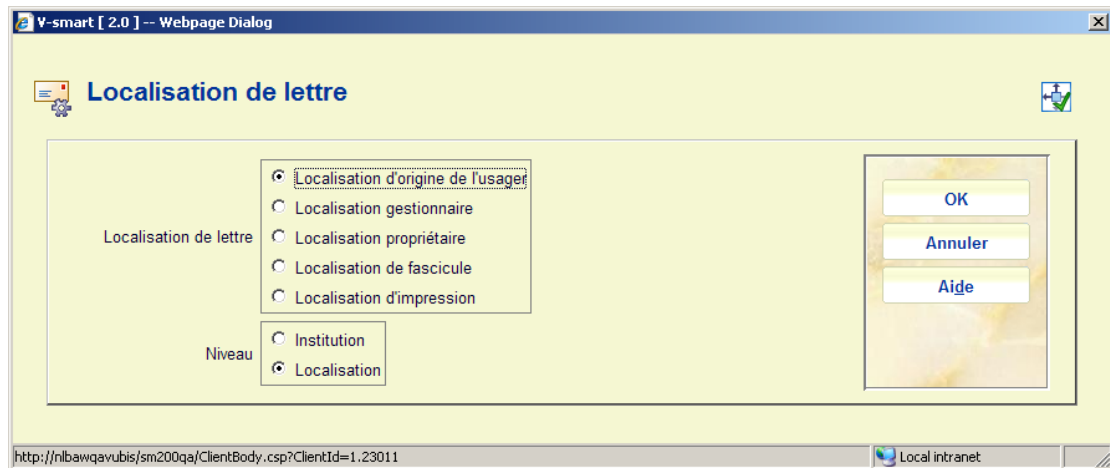 V-smart [ 2.0 ] -- Webpage Dialog
Localisation de lettre
Localisation de lettre
Localisation d'origine de l'usager
Localisation gestionnaire
Localisation propriétaire
Localisation de fascicule
Localisation d'impression
Niveau
Institution
Localisation
OK
Annuler
Aide
http://nlbawqavubis/sm200qa/ClientBody.csp?ClientId=1.23011
Local intranet